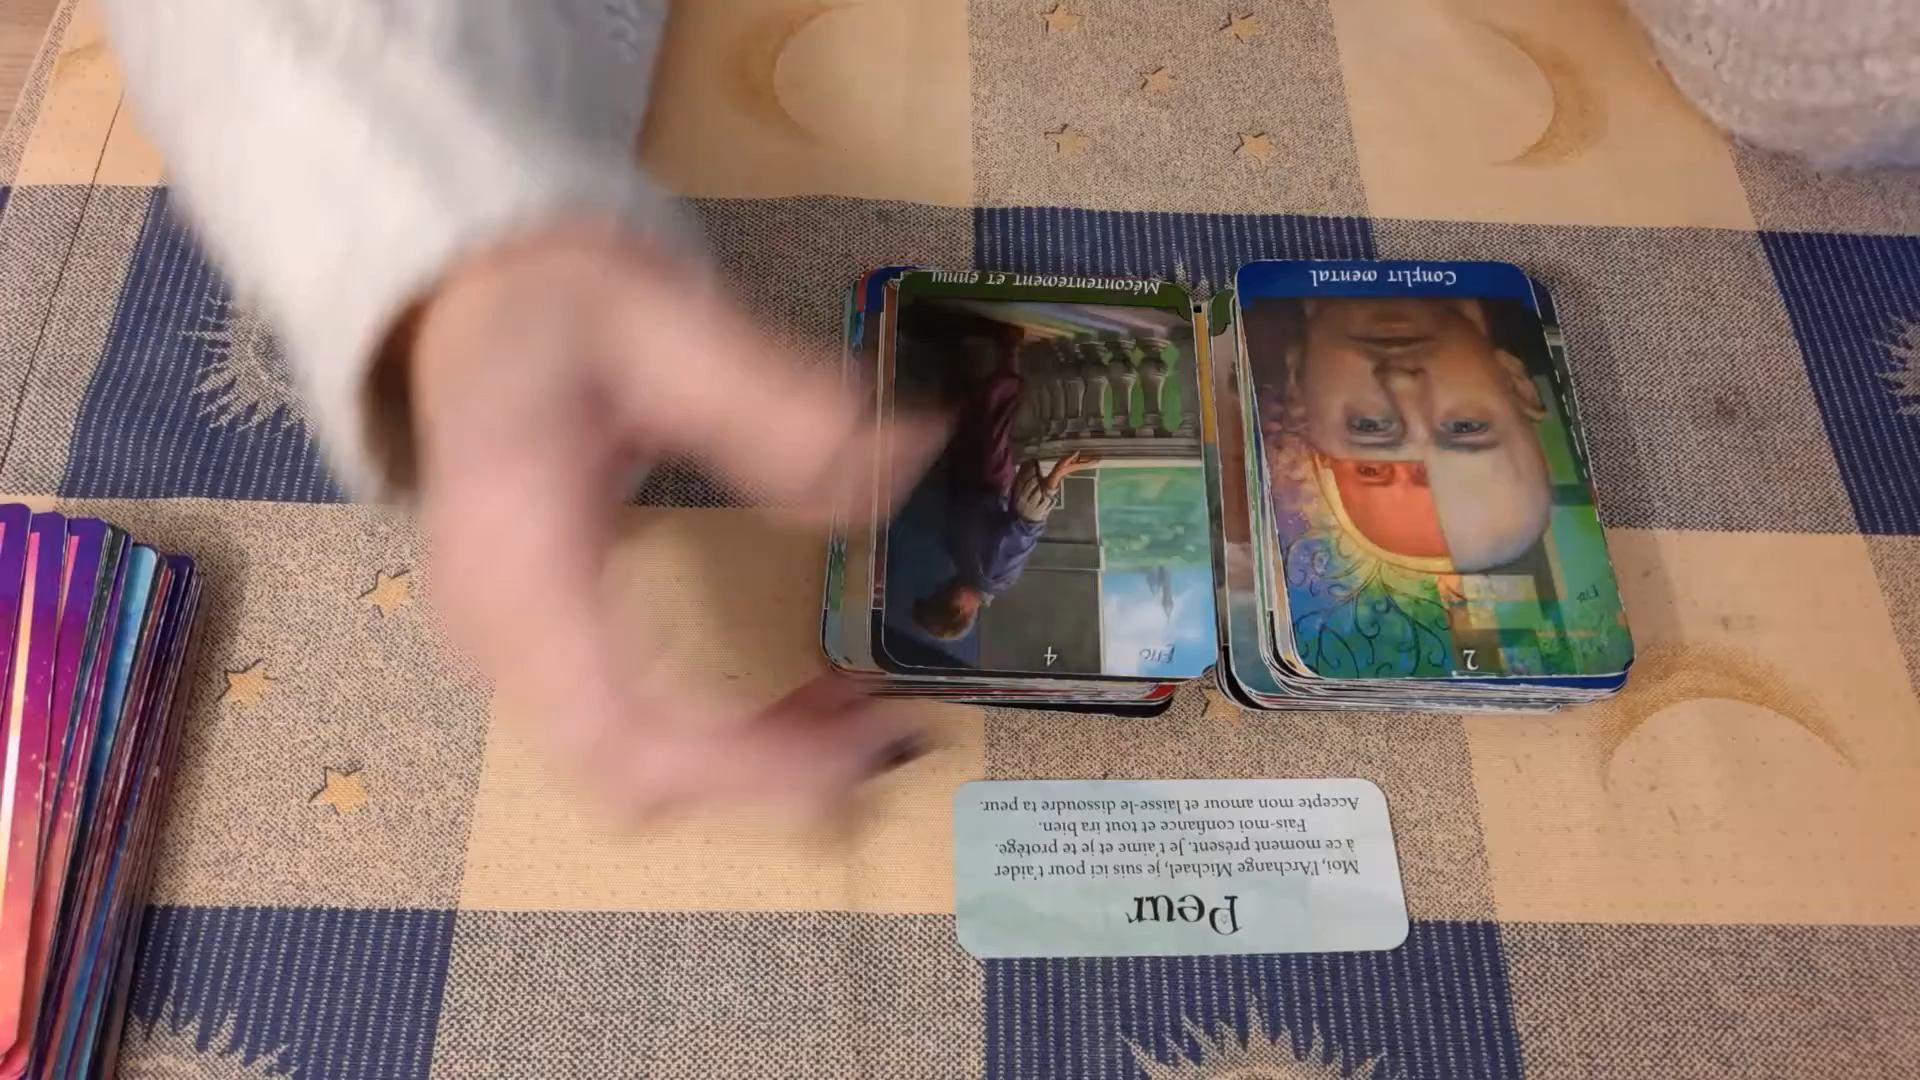 Mécontentement et ennui
4
Conflit mental
2
Peur
Moi, l'Archange Michael, je suis ici pour t'aider
à ce moment présent. Je t'aime et je te protège.
Fais-moi confiance et tout ira bien.
Accepte mon amour et laisse-le dissoudre ta peur.